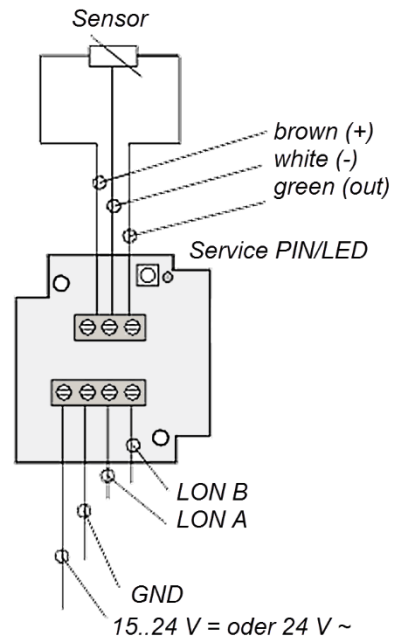 Sensor
brown (+)
white (-)
green (out)
Service PIN/LED
LON B
LON A
GND
15..24 V = oder 24 V ~